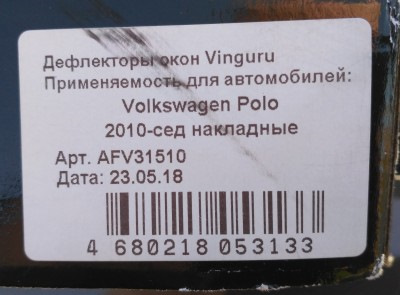 Дефлекторы окон Vinguru
Применяемость для автомобилей:
Volkswagen Polo
2010-сед накладные
Арт. AFV31510
Дата: 23.05.18
4 680218 053133